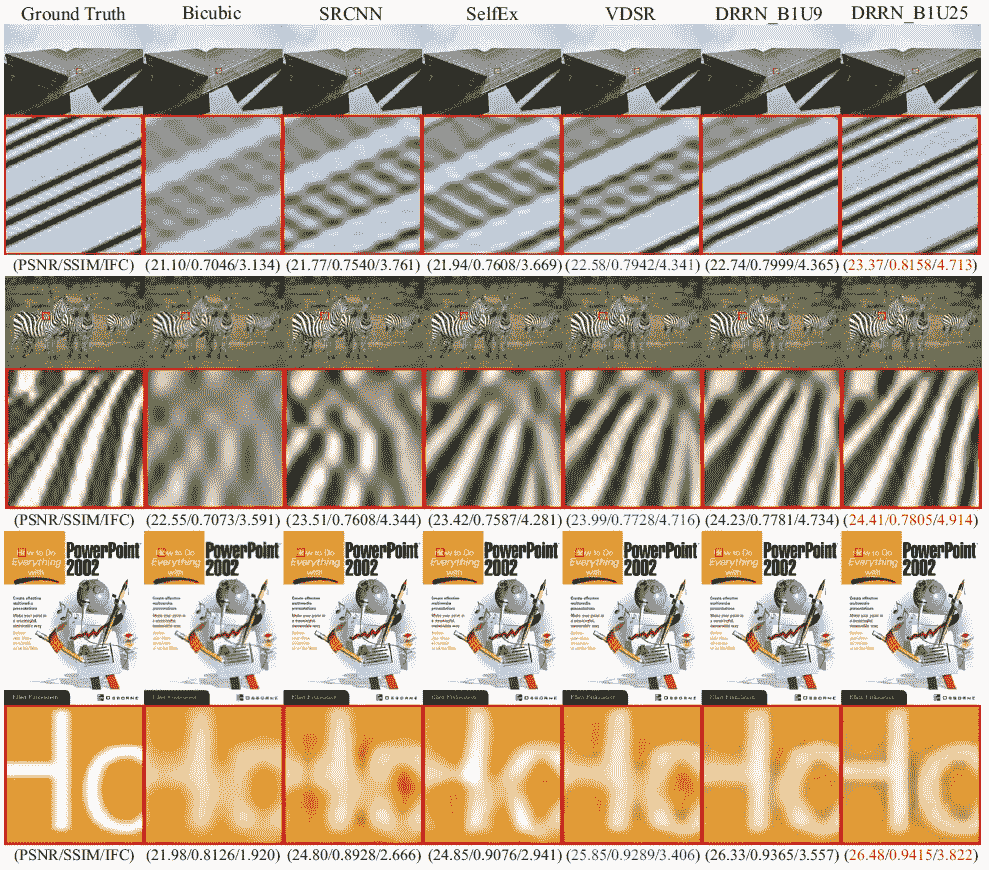 Ground Truth Bicubic SRCNN SelfEx VDSR DRRN_B1U9 DRRN_B1U25
(PSNR/SSIM/IFC) (21.10/0.7046/3.134) (21.77/0.7540/3.761) (21.94/0.7608/3.669) (22.58/0.7942/4.341) (22.74/0.7999/4.365) (23.37/0.8158/4.713)
(PSNR/SSIM/IFC) (22.55/0.7073/3.591) (23.51/0.7608/4.344) (23.42/0.7587/4.281) (23.99/0.7728/4.716) (24.23/0.7781/4.734) (24.41/0.7805/4.914)
How to Do PowerPoint How to Do PowerPoint How to Do PowerPoint How to Do PowerPoint How to Do PowerPoint How to Do PowerPoint How to Do PowerPoint
Everything 2002 Everything 2002 Everything 2002 Everything 2002 Everything 2002 Everything 2002 Everything 2002
with with with with with with with
OSBORNE OSBORNE OSBORNE OSBORNE OSBORNE OSBORNE OSBORNE
(PSNR/SSIM/IFC) (21.98/0.8126/1.920) (24.80/0.8928/2.666) (24.85/0.9076/2.941) (25.85/0.9289/3.406) (26.33/0.9365/3.557) (26.48/0.9415/3.822)